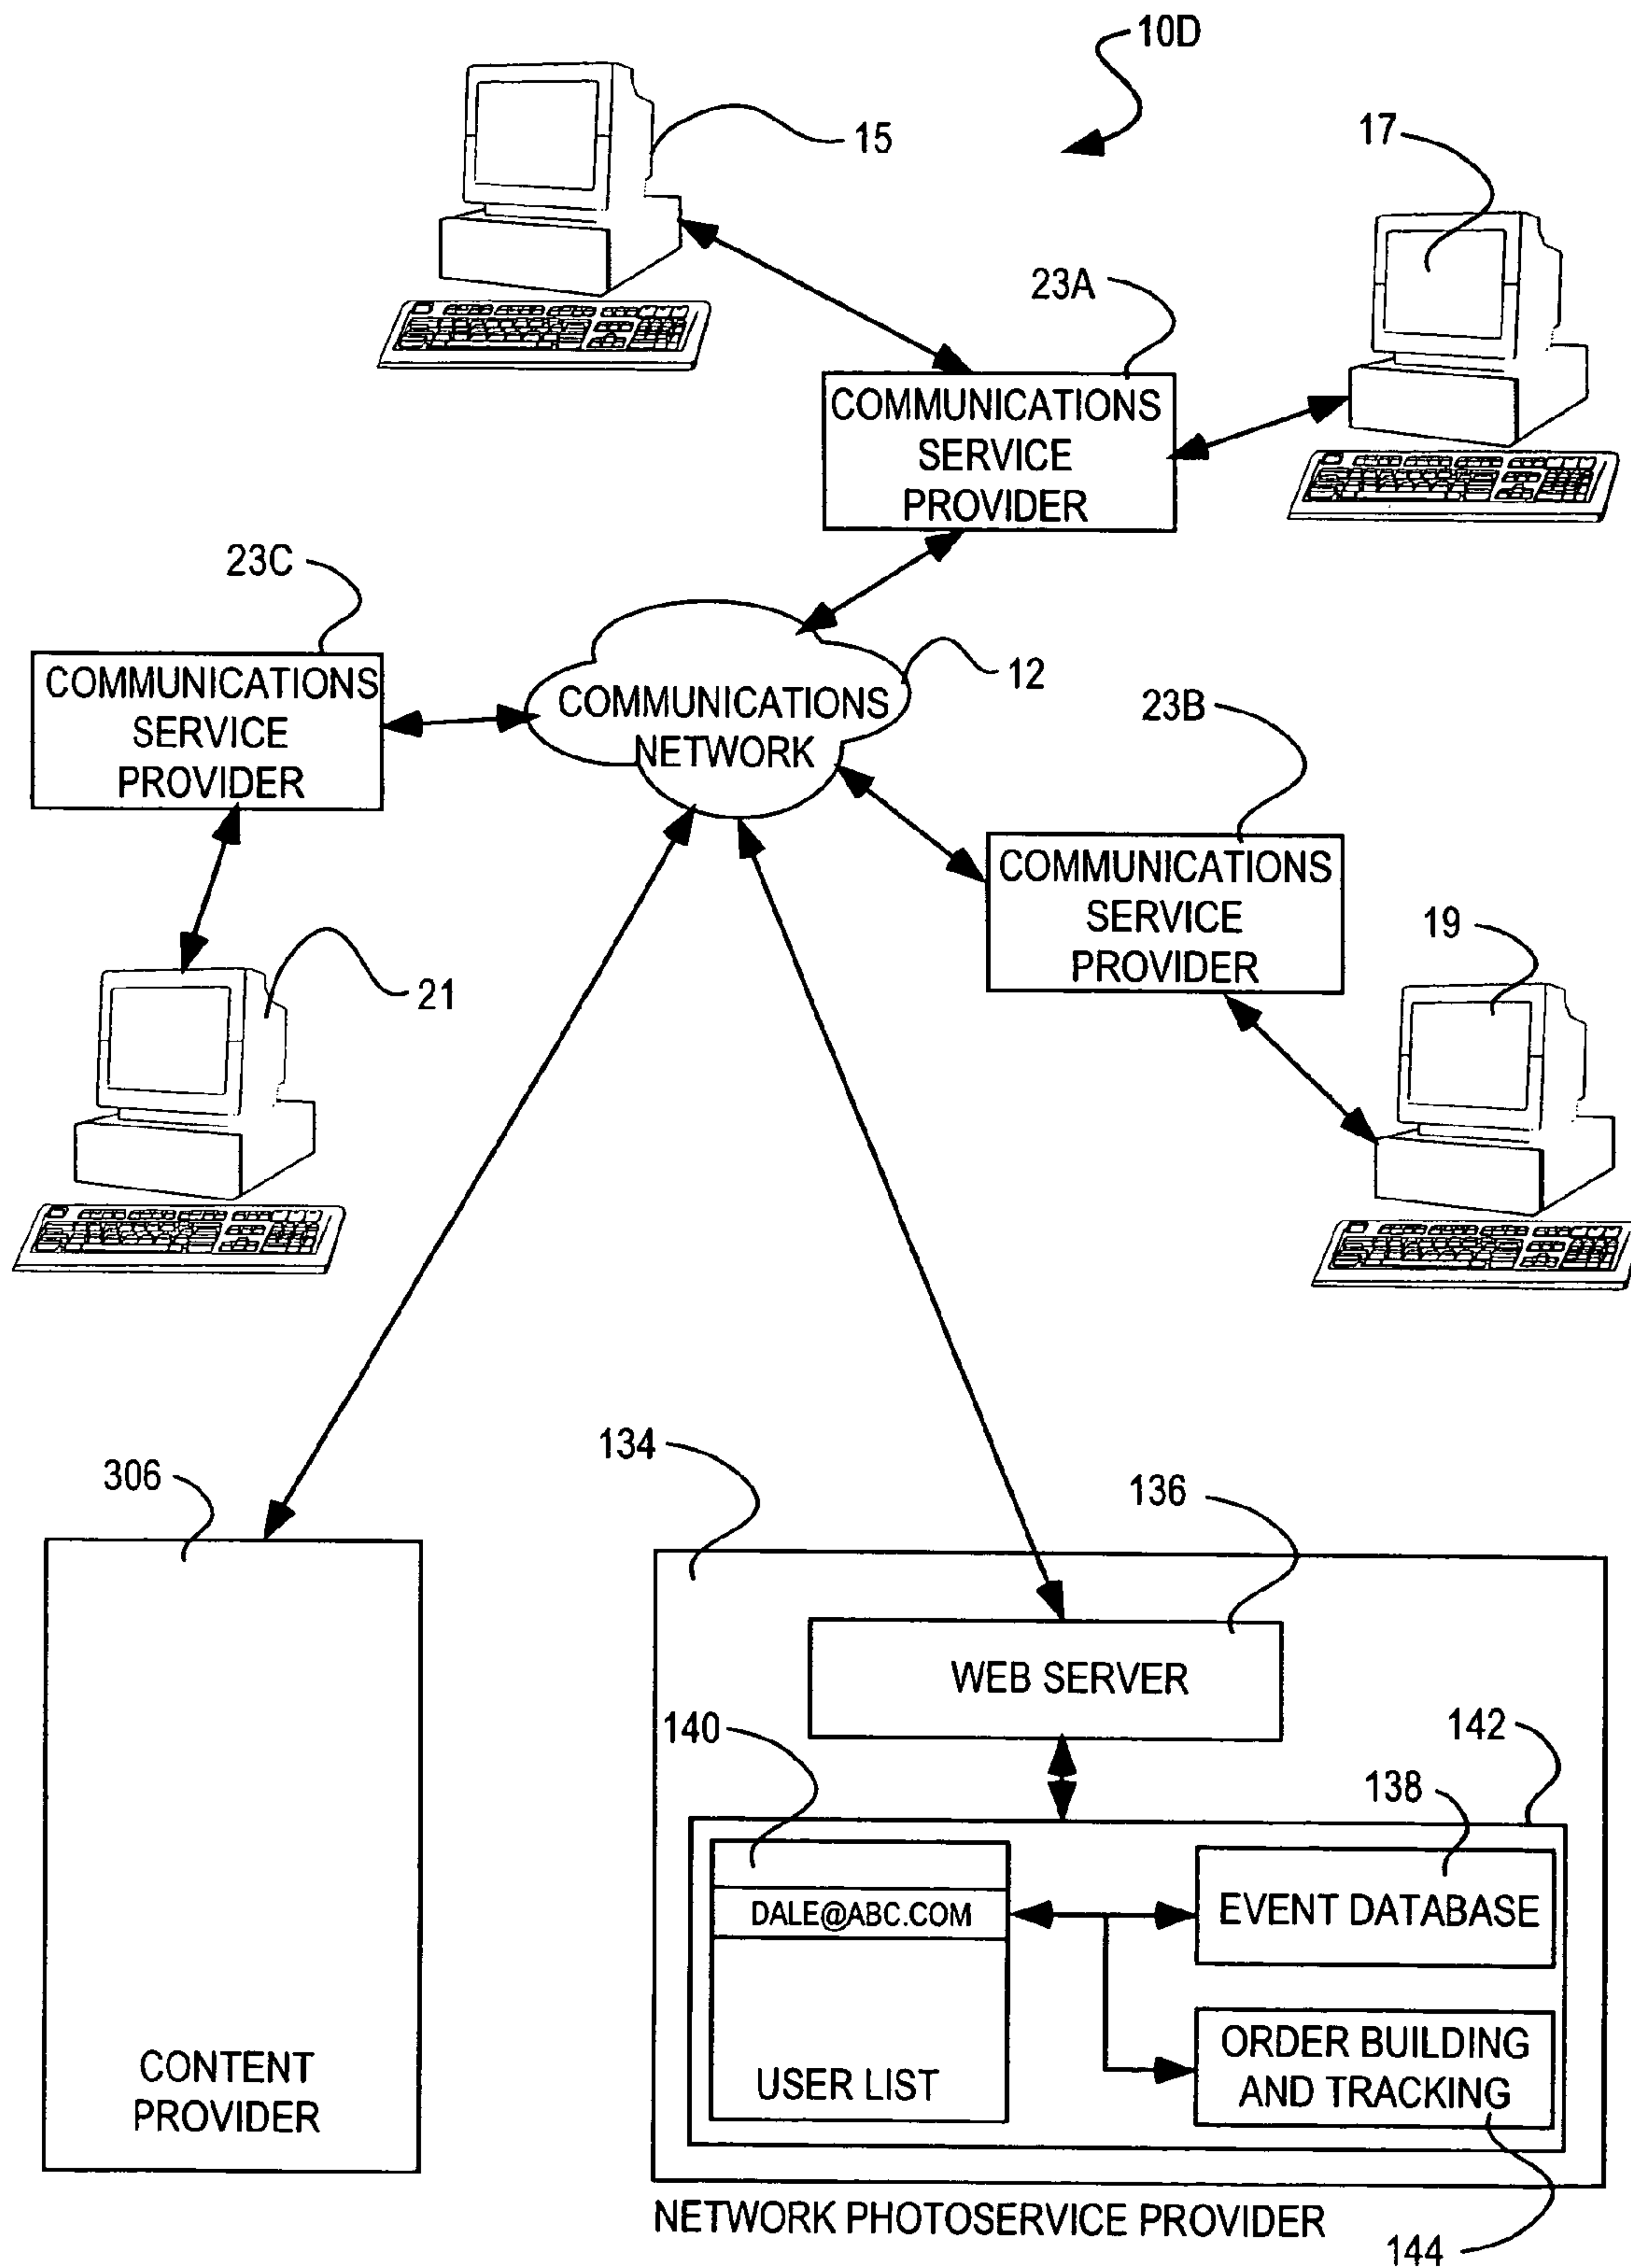 10D
15
17
23A
COMMUNICATIONS
SERVICE
PROVIDER
23C
COMMUNICATIONS
SERVICE
PROVIDER
12
COMMUNICATIONS
NETWORK
23B
COMMUNICATIONS
SERVICE
PROVIDER
19
21
306
CONTENT
PROVIDER
134
136
WEB SERVER
140
142
138
DALE@ABC.COM
USER LIST
EVENT DATABASE
ORDER BUILDING
AND TRACKING
NETWORK PHOTOSERVICE PROVIDER
144